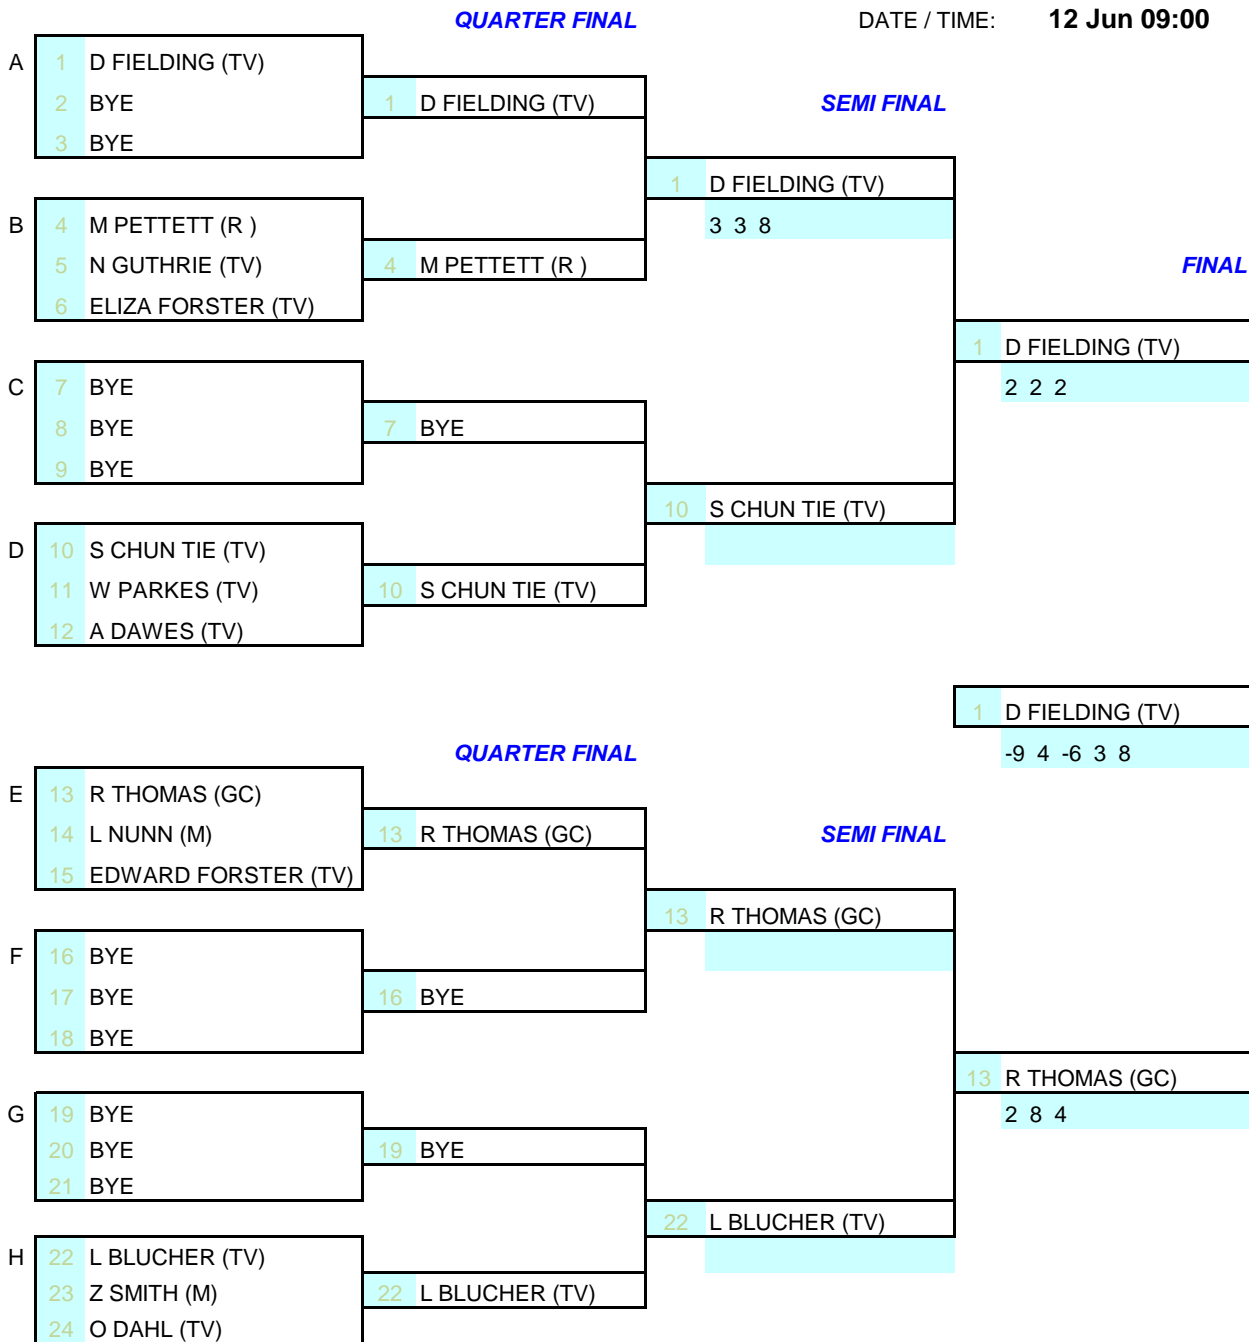 QUARTER FINAL DATE / TIME: 12 Jun 09:00
A 1 D FIELDING (TV)
2 BYE 1 D FIELDING (TV) SEMI FINAL
3 BYE
1 D FIELDING (TV)
B 4 M PETTETT (R ) 3 3 8
5 N GUTHRIE (TV) 4 M PETTETT (R ) FINAL
6 ELIZA FORSTER (TV)
1 D FIELDING (TV)
C 7 BYE 2 2 2
8 BYE 7 BYE
9 BYE
10 S CHUN TIE (TV)
D 10 S CHUN TIE (TV)
11 W PARKES (TV) 10 S CHUN TIE (TV)
12 A DAWES (TV)
1 D FIELDING (TV)
QUARTER FINAL -9 4 -6 3 8
E 13 R THOMAS (GC)
14 L NUNN (M) 13 R THOMAS (GC) SEMI FINAL
15 EDWARD FORSTER (TV)
13 R THOMAS (GC)
F 16 BYE
17 BYE 16 BYE
18 BYE
13 R THOMAS (GC)
G 19 BYE 2 8 4
20 BYE 19 BYE
21 BYE
22 L BLUCHER (TV)
H 22 L BLUCHER (TV)
23 Z SMITH (M) 22 L BLUCHER (TV)
24 O DAHL (TV)